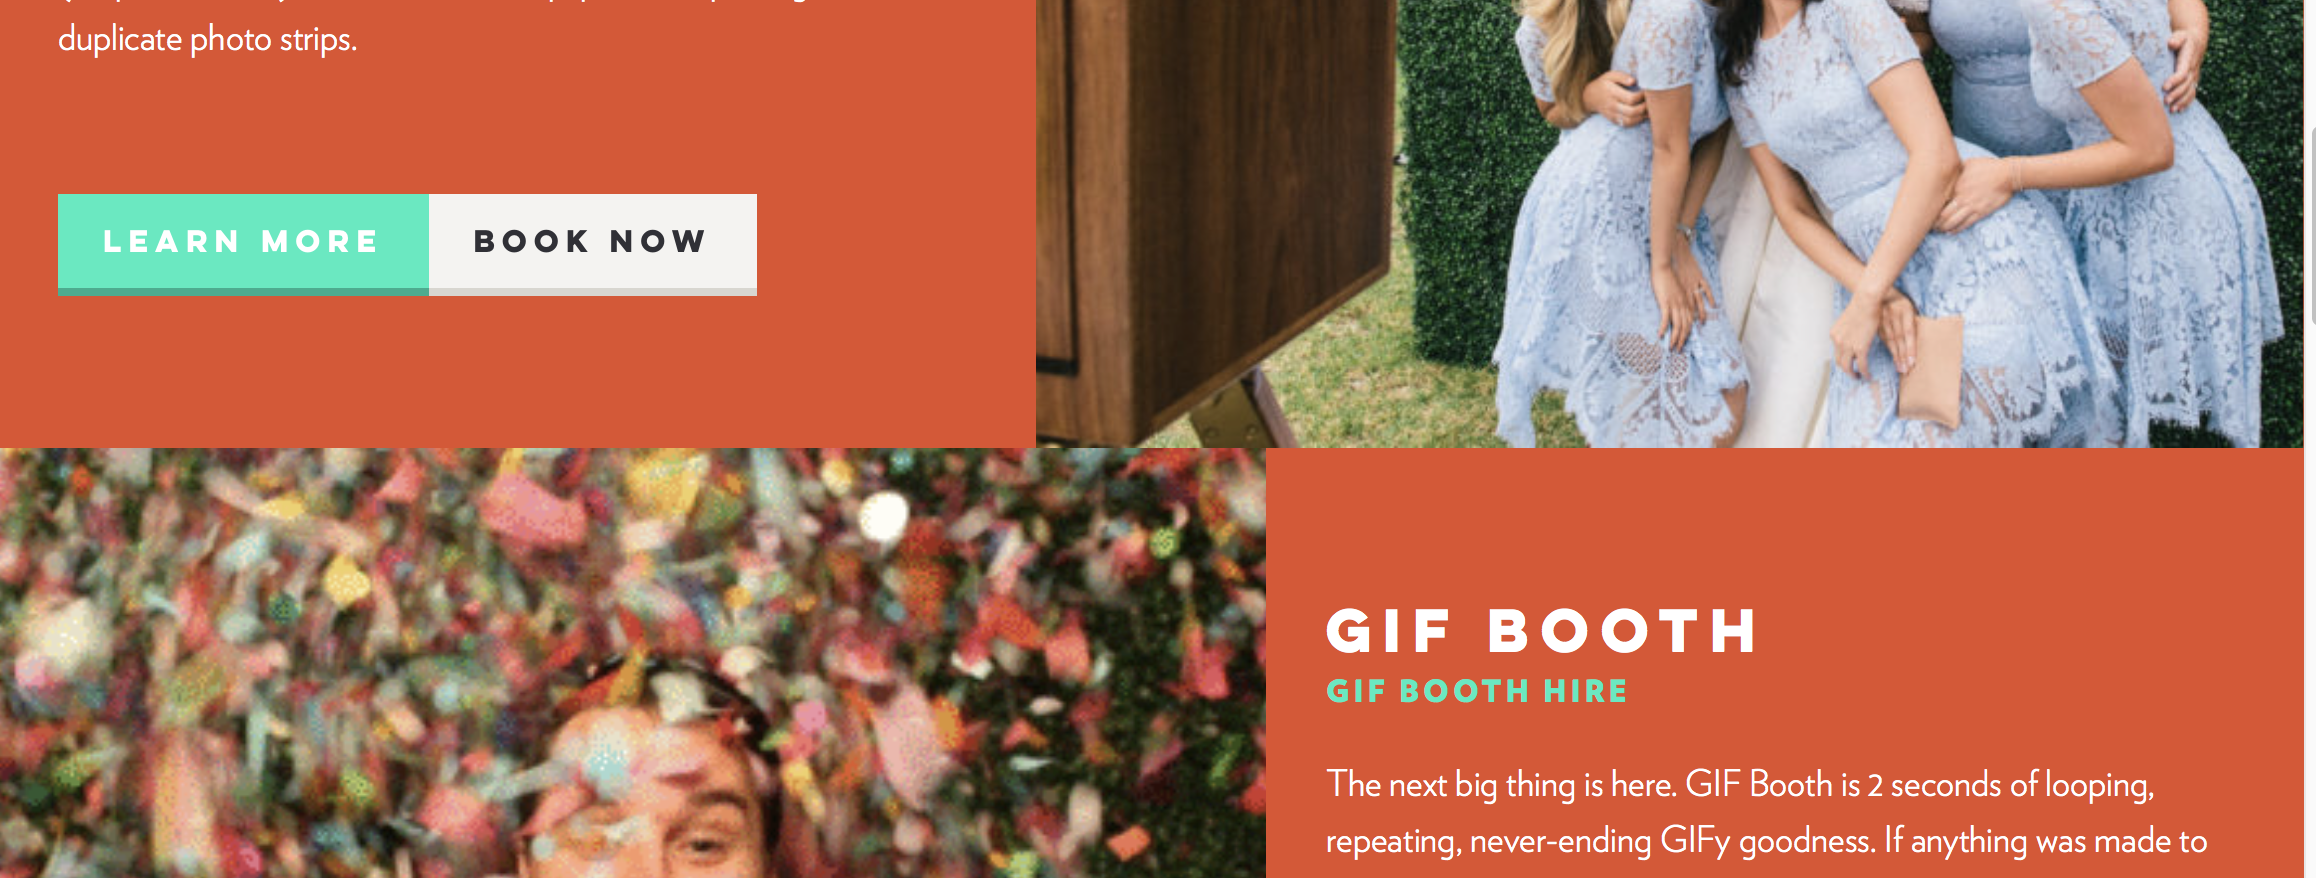 duplicate photo strips.
LEARN MORE
BOOK NOW
GIF BOOTH
GIF BOOTH HIRE
The next big thing is here. GIF Booth is 2 seconds of looping,
repeating, never-ending GIFy goodness. If anything was made to